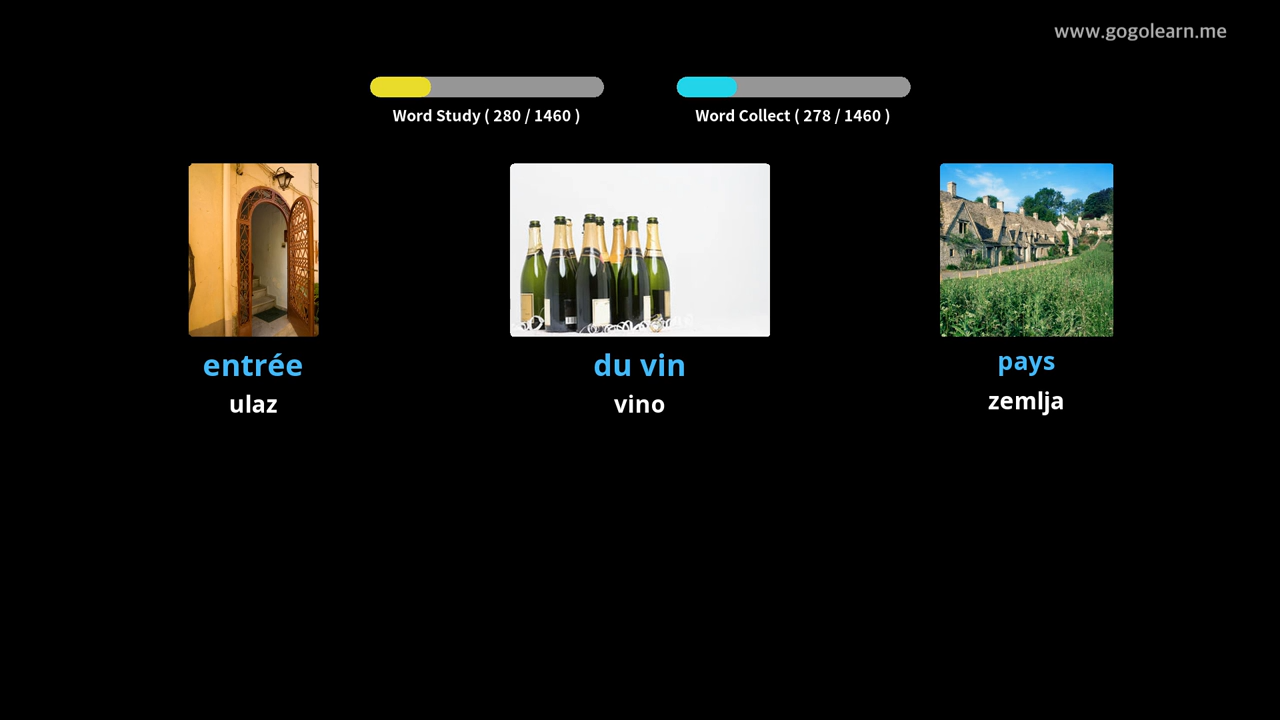 www.gogolearn.me
Word Study ( 280 / 1460 )
Word Collect ( 278 / 1460 )
entrée
ulaz
du vin
vino
pays
zemlja